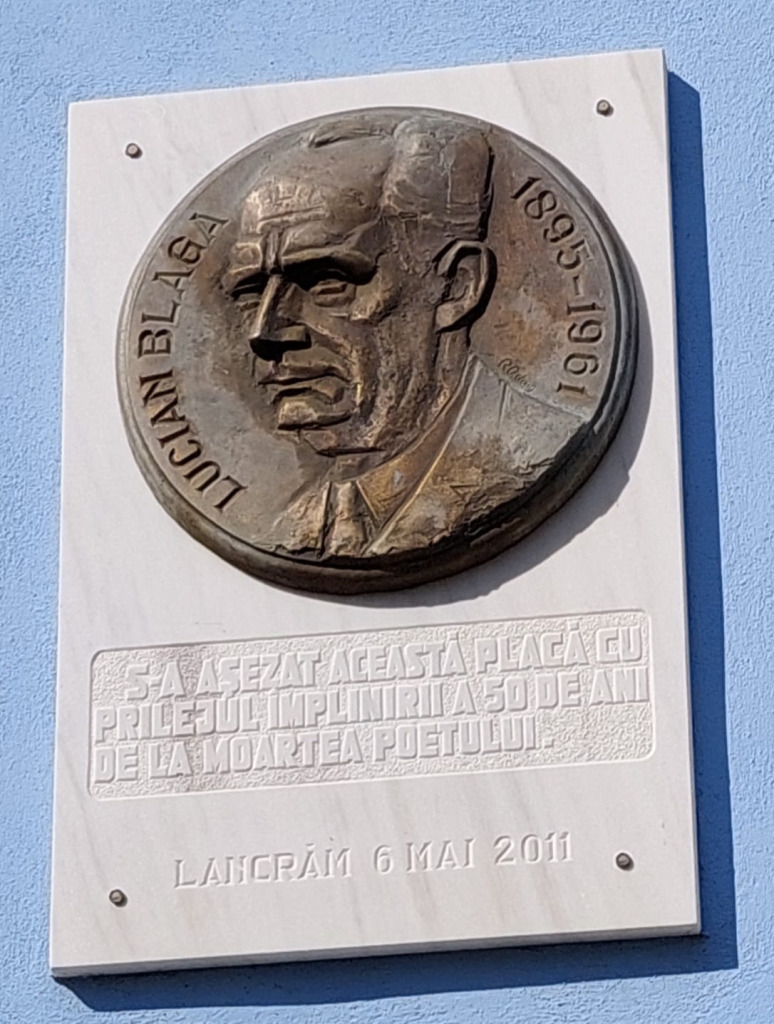 LUCIAN BLAGA
1895-1961
S-A AȘEZAT ACEASTĂ PLACĂ CU
PRILEJUL ÎMPLINIRII A 50 DE ANI
DE LA MOARTEA POETULUI.
LANCRĂM 6 MAI 2011